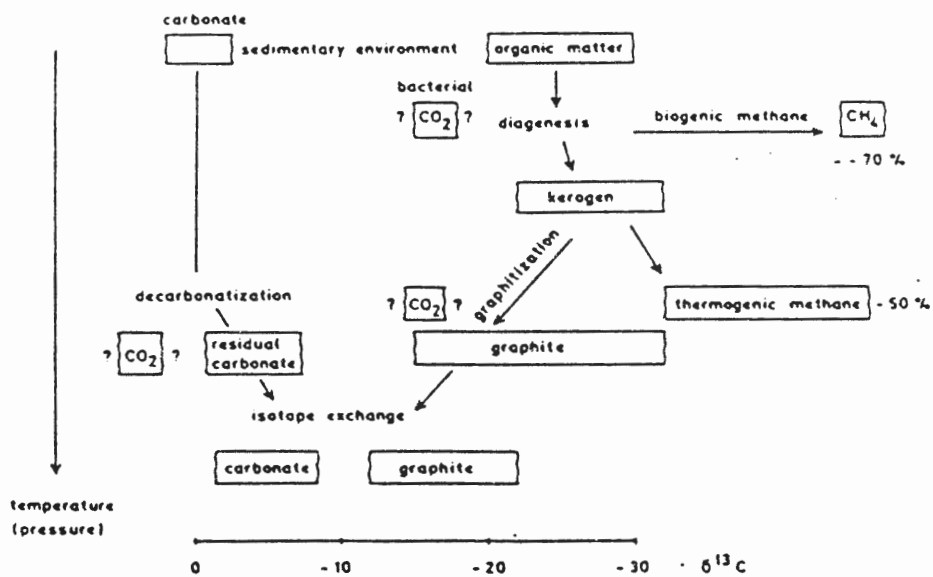 carbonate
sedimentary environment
organic matter
bacterial
? CO2 ?
diagenesis
biogenic methane
CH4
- - 70 %
kerogen
graphitization
decarbonatization
? CO2 ?
thermogenic methane
- 50 %
? CO2 ?
residual
carbonate
graphite
isotope exchange
carbonate
graphite
temperature
(pressure)
0
- 10
- 20
- 30
δ13C